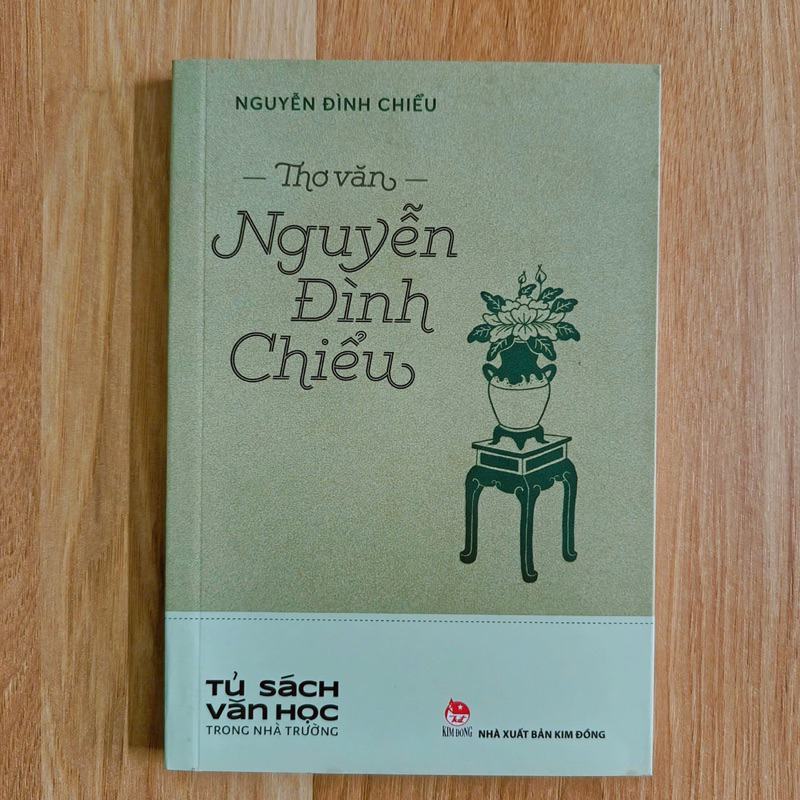 NGUYỄN ĐÌNH CHIỂU
— Thơ văn —
Nguyễn
Đình
Chiểu
TỦ SÁCH
VĂN HỌC
TRONG NHÀ TRƯỜNG
KIM ĐỒNG
NHÀ XUẤT BẢN KIM ĐỒNG